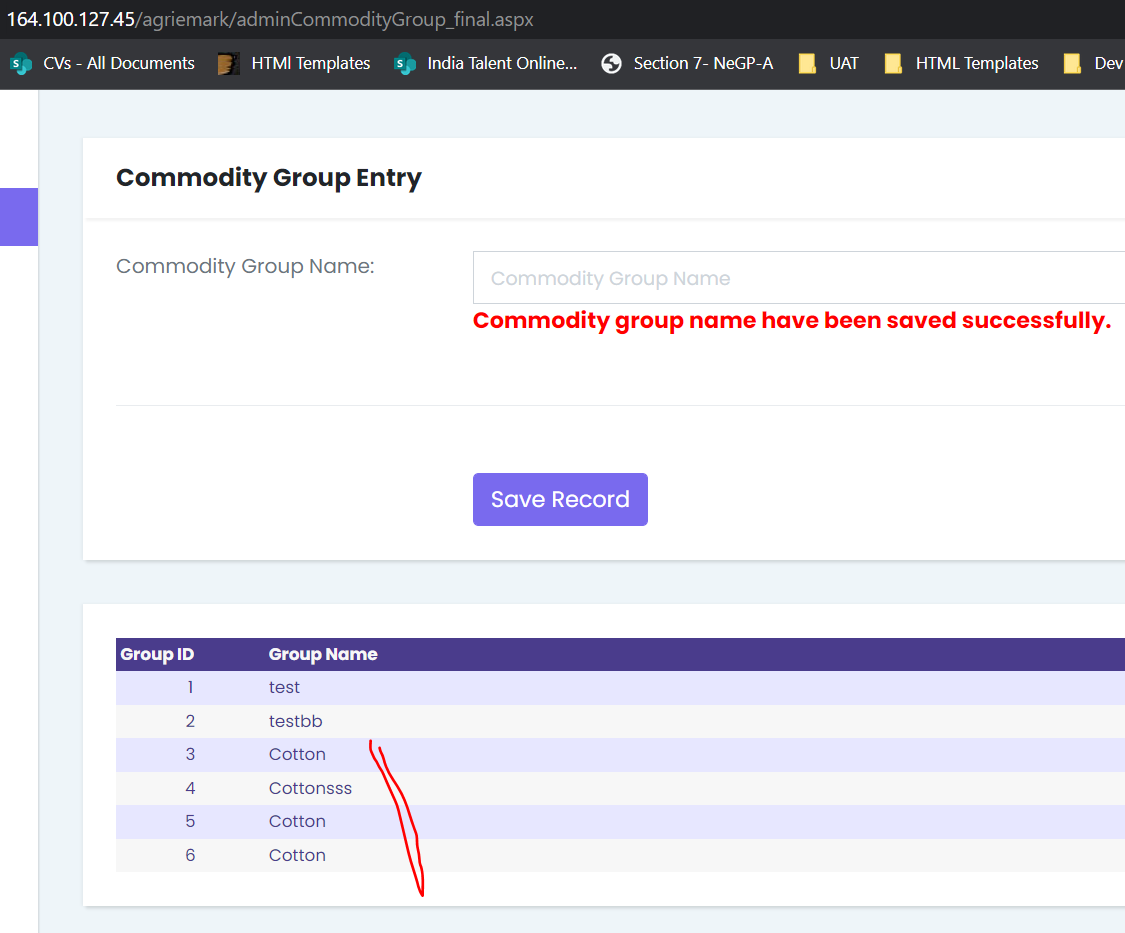 164.100.127.45/agriemark/adminCommodityGroup_final.aspx
CVs - All Documents HTMl Templates India Talent Online... Section 7- NeGP-A UAT HTML Templates Dev
Commodity Group Entry
Commodity Group Name: Commodity Group Name
Commodity group name have been saved successfully.
Save Record
Group ID Group Name
1 test
2 testbb
3 Cotton
4 Cottonsss
5 Cotton
6 Cotton